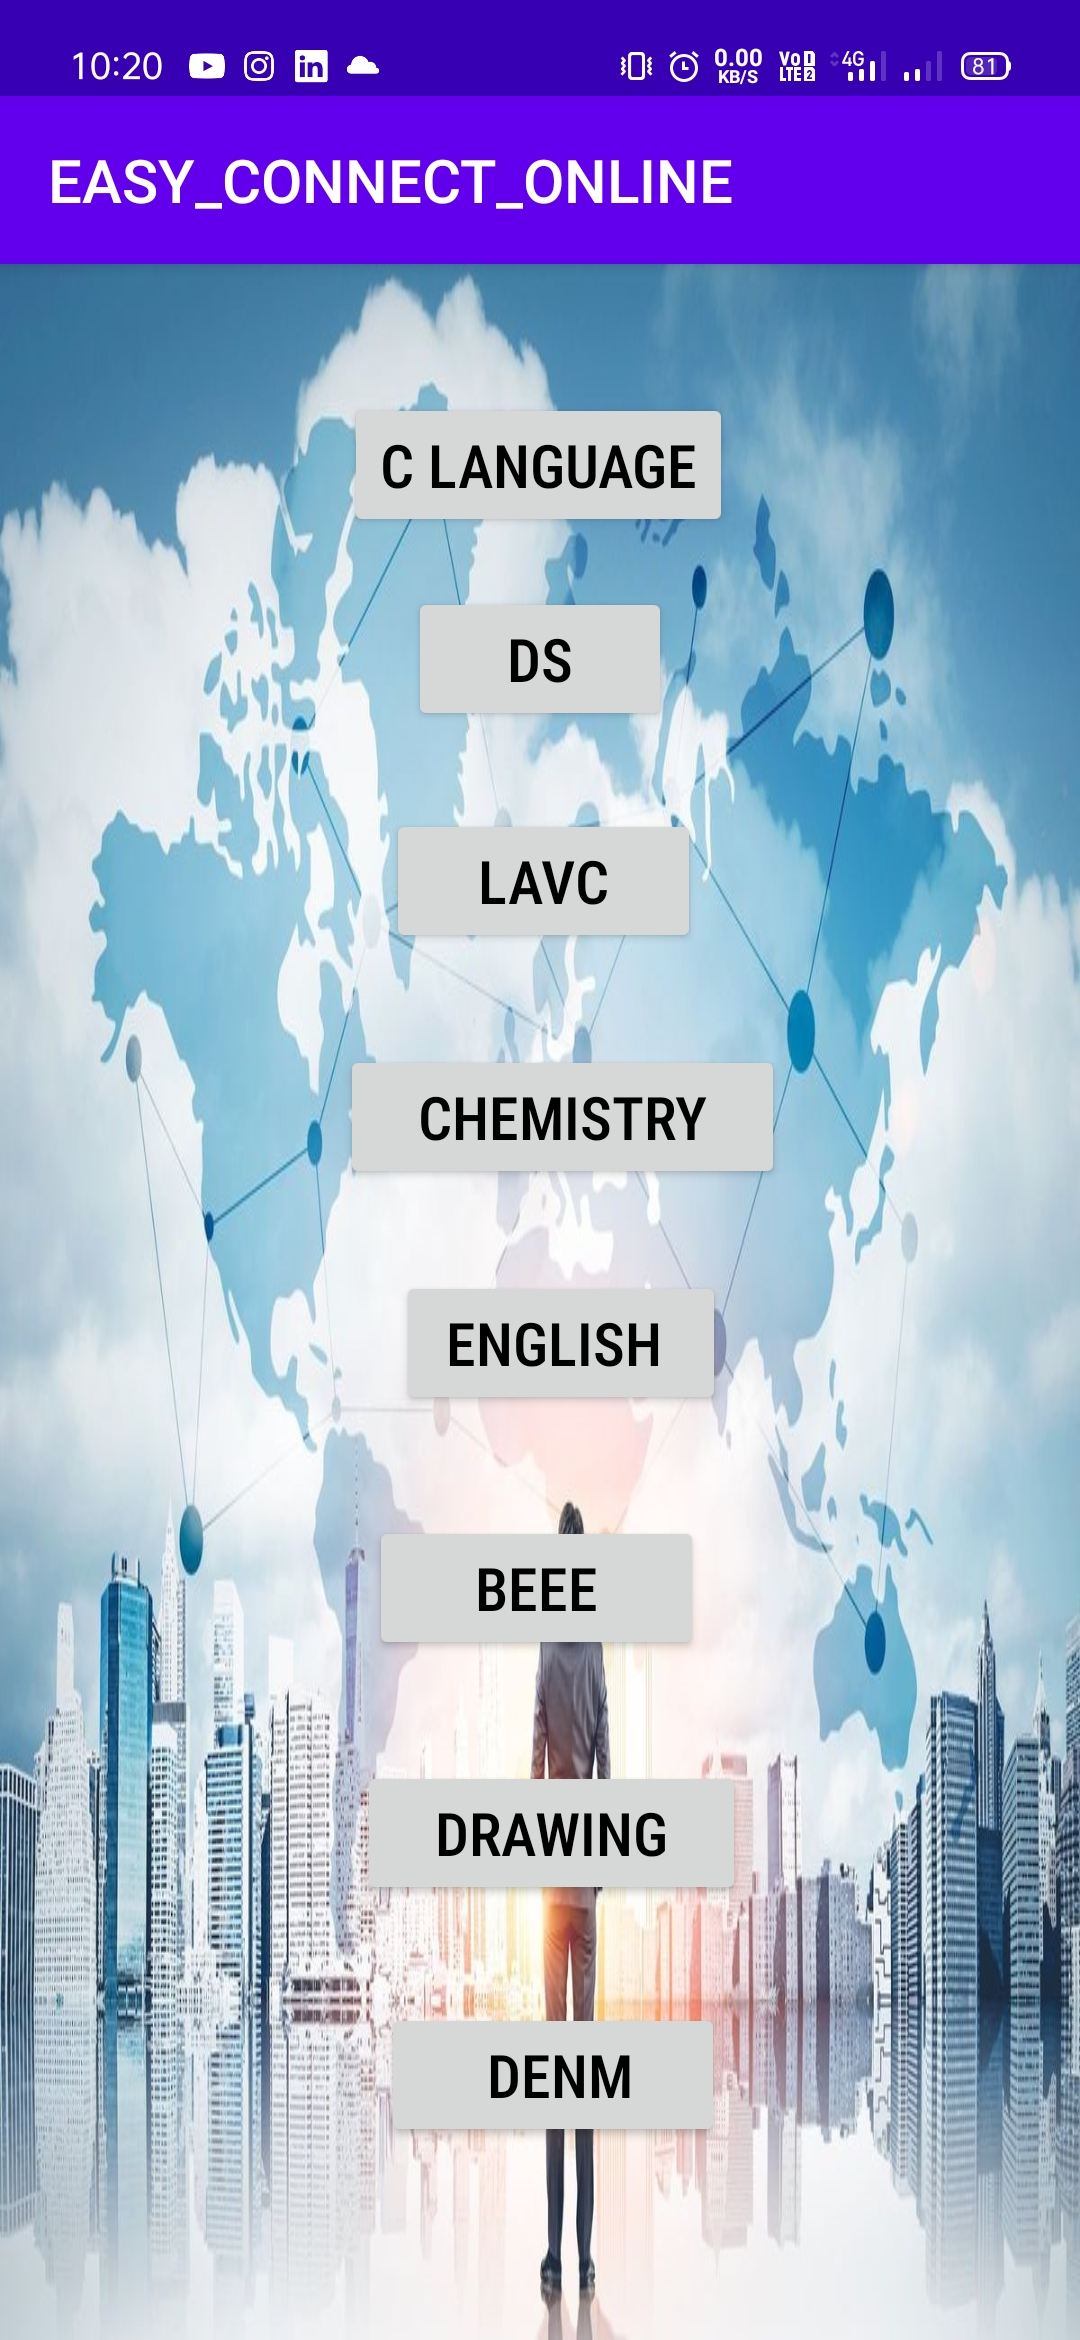 10:20 0.00 KB/S VoD LTE2 4G 81
EASY_CONNECT_ONLINE
C LANGUAGE
DS
LAVC
CHEMISTRY
ENGLISH
BEEE
DRAWING
DENM